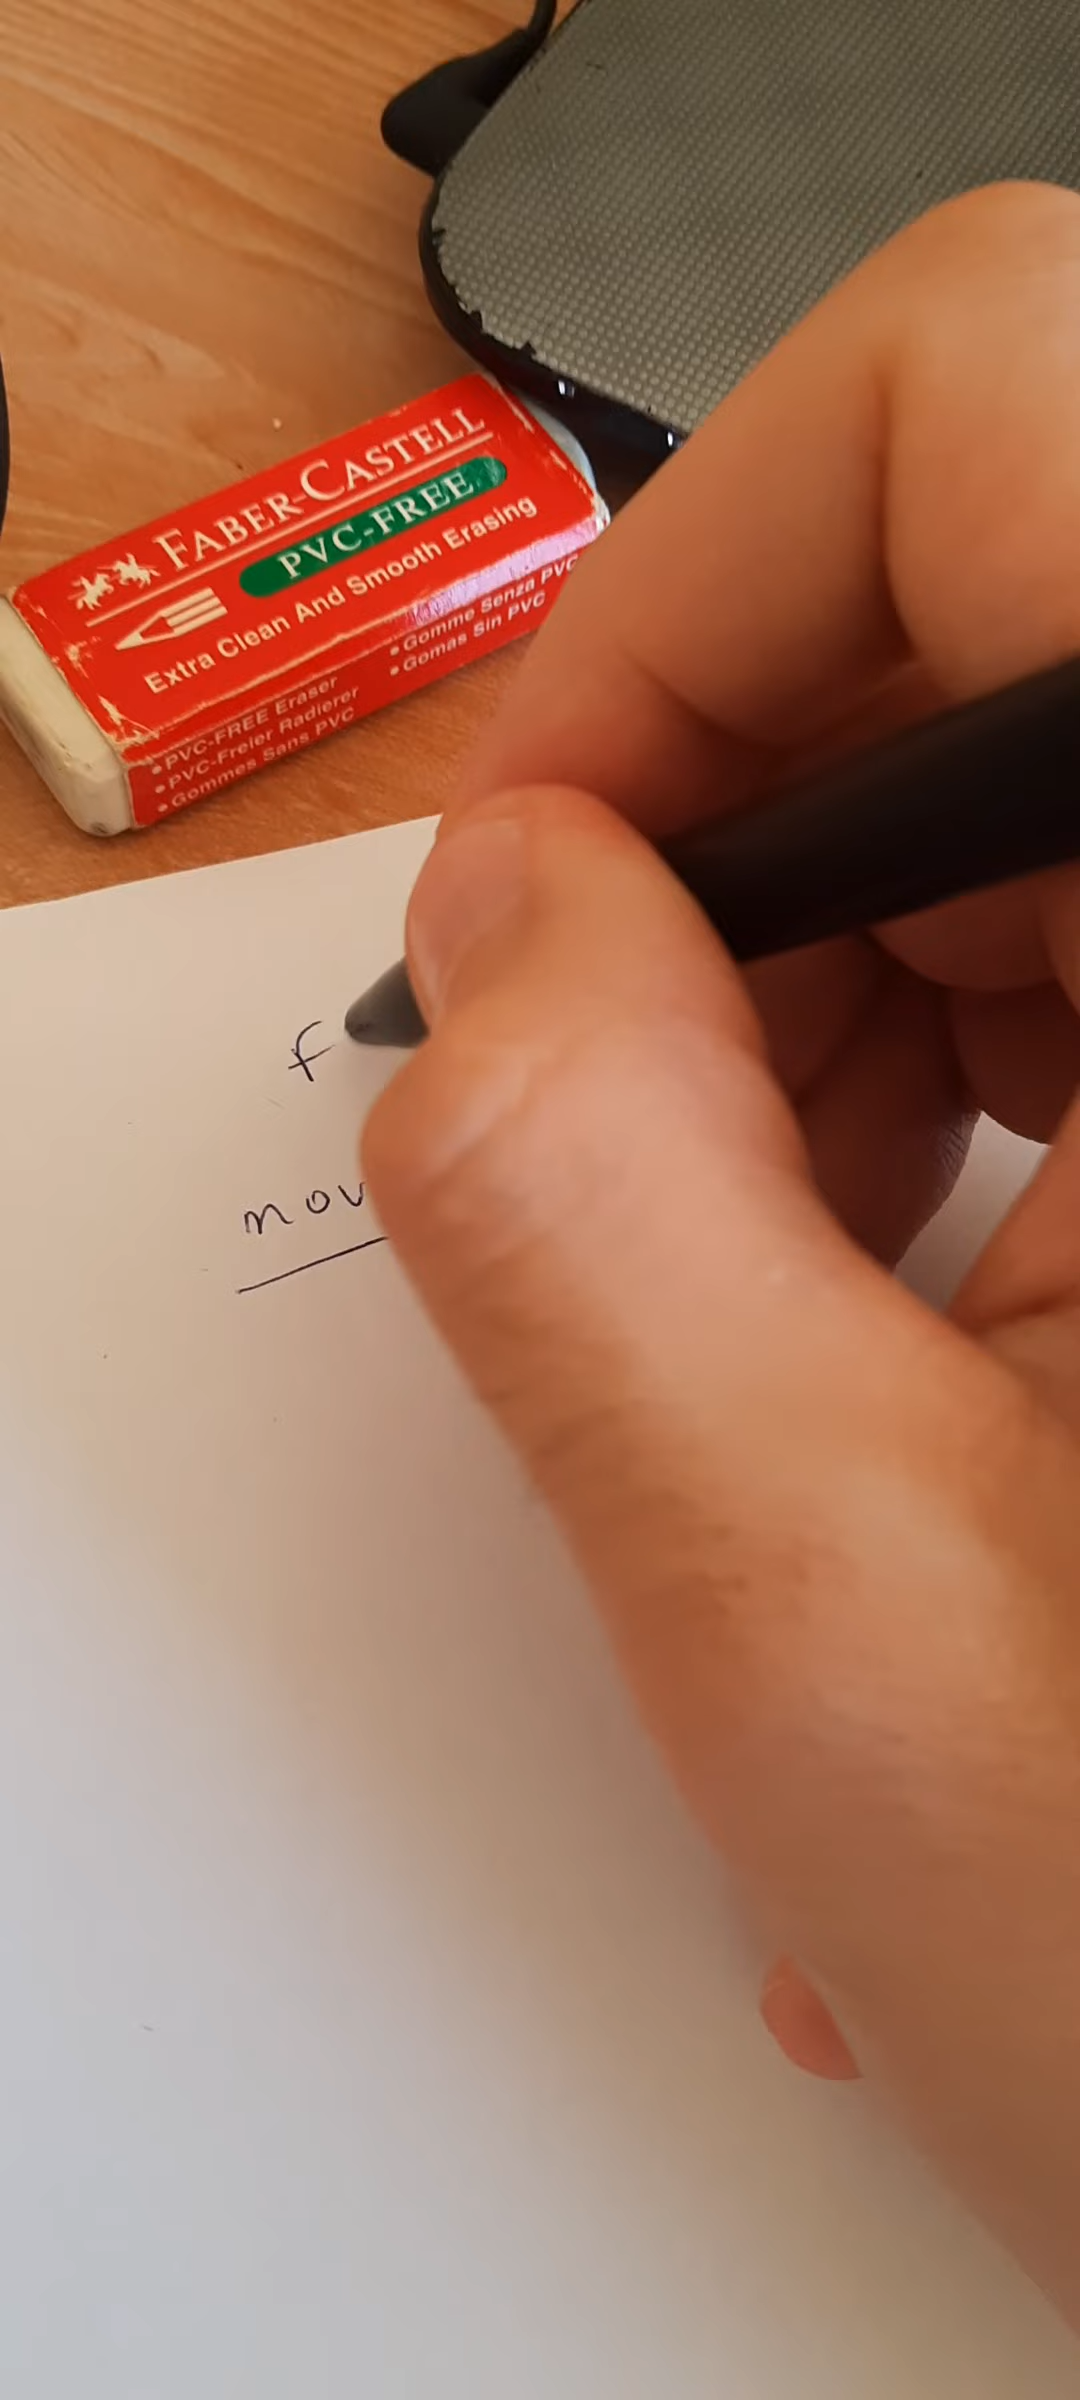 FABER-CASTELL
PVC-FREE
Extra Clean And Smooth Erasing
• PVC-FREE Eraser
• PVC-Freier Radierer
• Gommes Sans PVC
• Gomme Senza PVC
• Gomas Sin PVC
f
mov